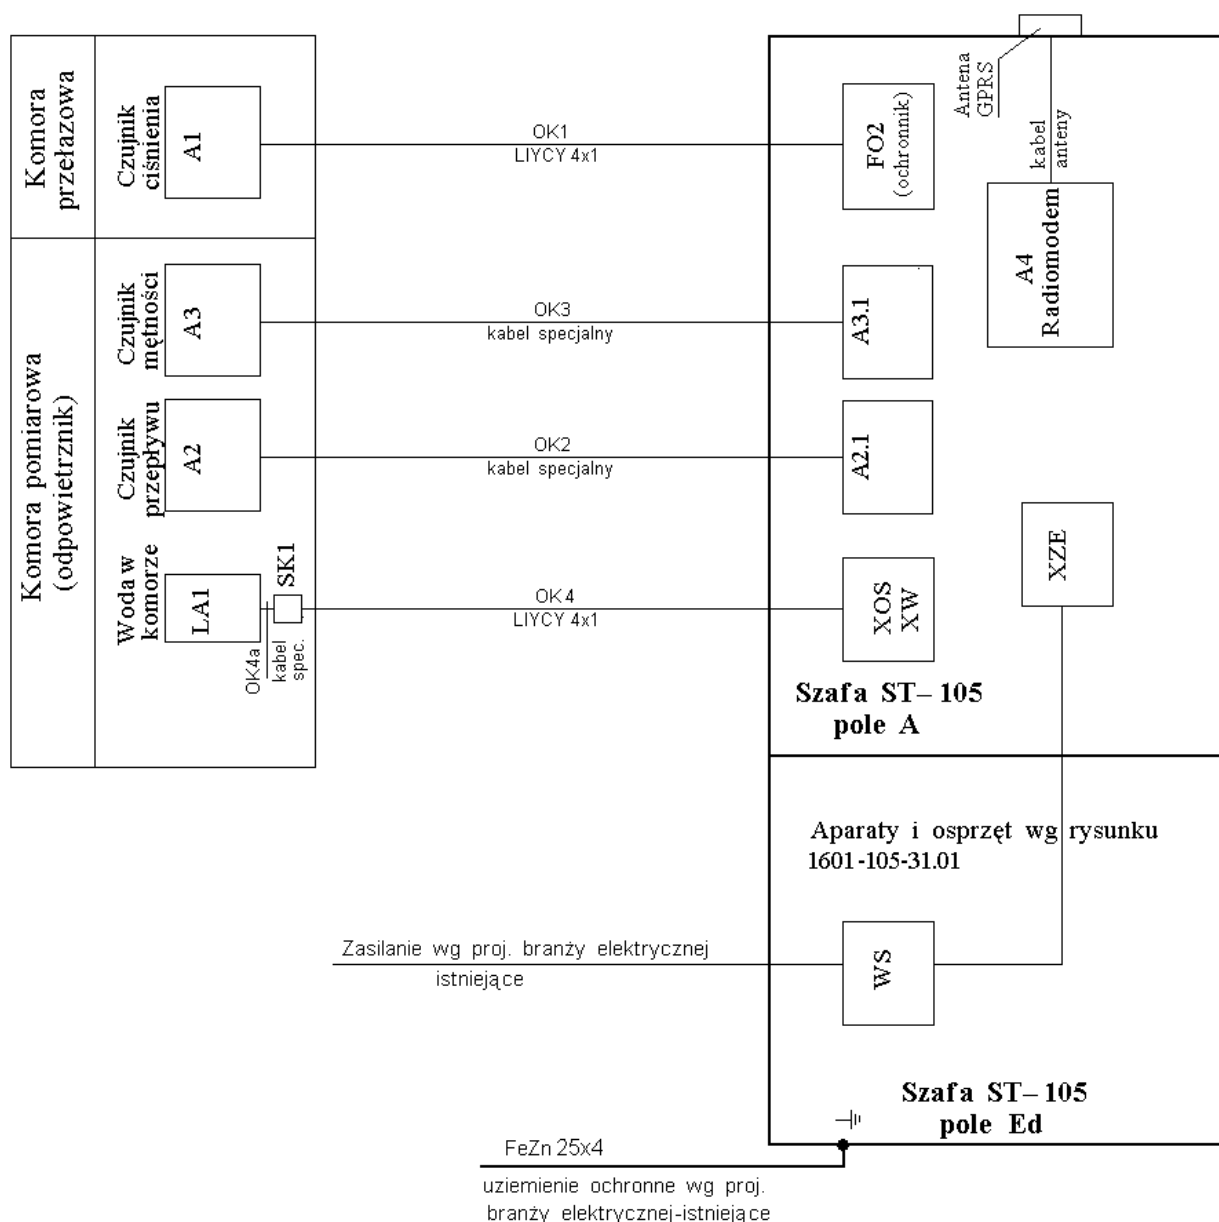 Komora
przełazowa
Czujnik
ciśnienia
A1
OK1
LIYCY 4x1
FO2
(ochronnik)
Antena
GPRS
kabel
anteny
A4
Radiomodem
Komora pomiarowa
(odpowietrznik)
Czujnik
mętności
A3
OK3
kabel specjalny
A3.1
Czujnik
przepływu
A2
OK2
kabel specjalny
A2.1
Woda w
komorze
LA1
SK1
OK4a
kabel
spec.
OK4
LIYCY 4x1
XOS
XW
XZE
Szafa ST-105
pole A
Aparaty i osprzęt wg rysunku
1601-105-31.01
Zasilanie wg proj. branży elektrycznej
istniejące
WS
Szafa ST-105
pole Ed
FeZn 25x4
uziemienie ochronne wg proj.
branży elektrycznej-istniejące